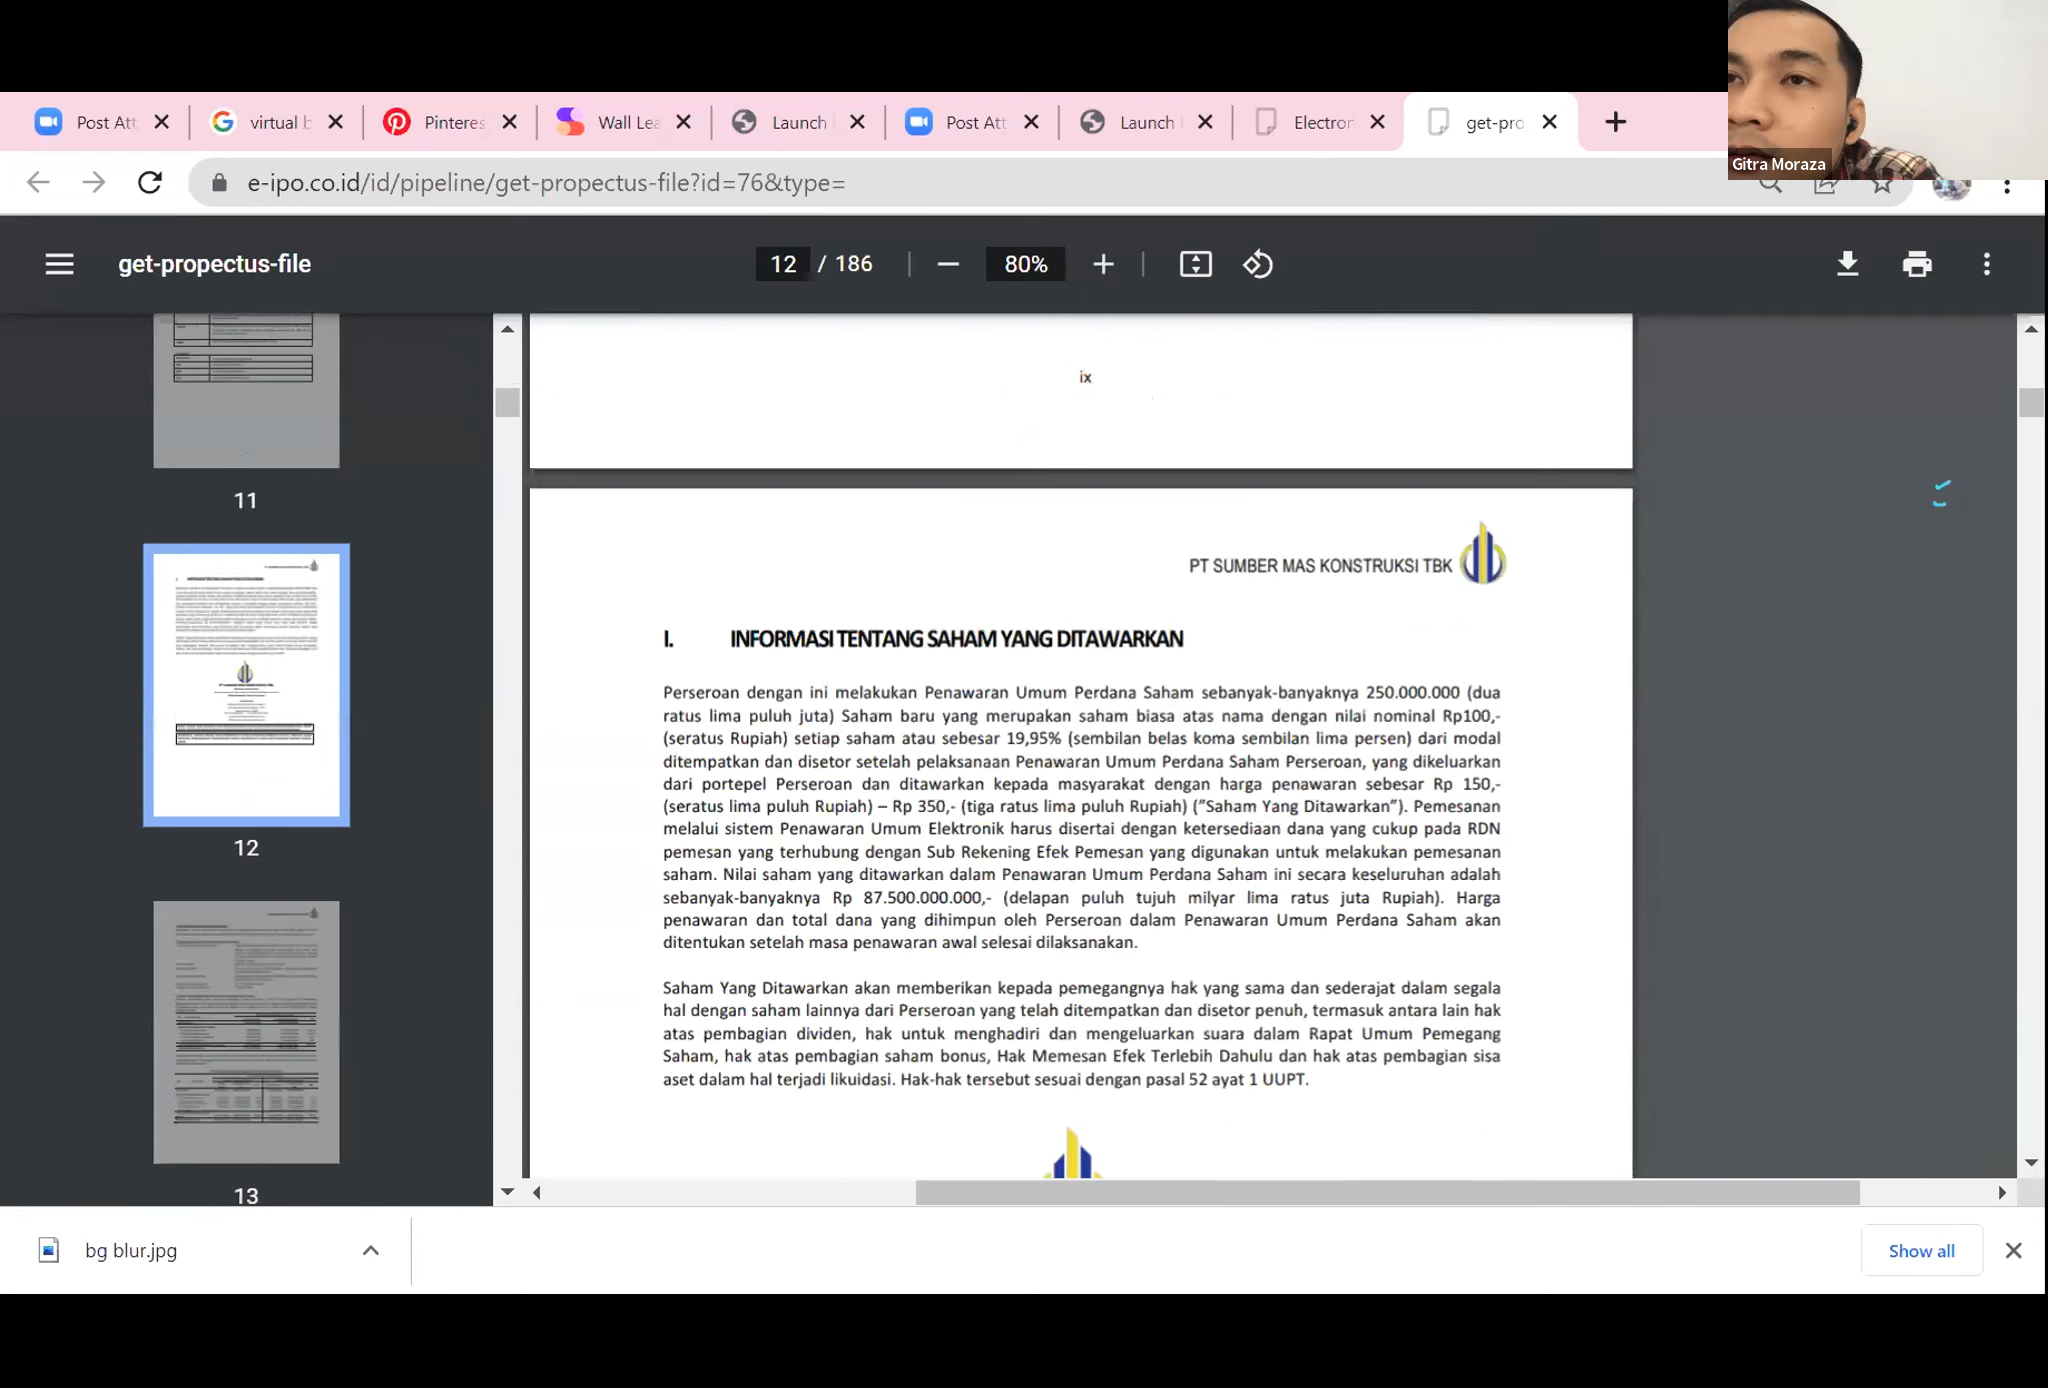 Gitra Moraza
Post Att
virtual b
Pinteres
Wall Lea
Launch
Post Att
Launch
Electron
get-pro
e-ipo.co.id/id/pipeline/get-propectus-file?id=76&type=
get-propectus-file
12 / 186
80%
11
12
13
ix
PT SUMBER MAS KONSTRUKSI TBK
I. INFORMASI TENTANG SAHAM YANG DITAWARKAN
Perseroan dengan ini melakukan Penawaran Umum Perdana Saham sebanyak-banyaknya 250.000.000 (dua
ratus lima puluh juta) Saham baru yang merupakan saham biasa atas nama dengan nilai nominal Rp100,-
(seratus Rupiah) setiap saham atau sebesar 19,95% (sembilan belas koma sembilan lima persen) dari modal
ditempatkan dan disetor setelah pelaksanaan Penawaran Umum Perdana Saham Perseroan, yang dikeluarkan
dari portepel Perseroan dan ditawarkan kepada masyarakat dengan harga penawaran sebesar Rp 150,-
(seratus lima puluh Rupiah) – Rp 350,- (tiga ratus lima puluh Rupiah) (”Saham Yang Ditawarkan”). Pemesanan
melalui sistem Penawaran Umum Elektronik harus disertai dengan ketersediaan dana yang cukup pada RDN
pemesan yang terhubung dengan Sub Rekening Efek Pemesan yang digunakan untuk melakukan pemesanan
saham. Nilai saham yang ditawarkan dalam Penawaran Umum Perdana Saham ini secara keseluruhan adalah
sebanyak-banyaknya Rp 87.500.000.000,- (delapan puluh tujuh milyar lima ratus juta Rupiah). Harga
penawaran dan total dana yang dihimpun oleh Perseroan dalam Penawaran Umum Perdana Saham akan
ditentukan setelah masa penawaran awal selesai dilaksanakan.
Saham Yang Ditawarkan akan memberikan kepada pemegangnya hak yang sama dan sederajat dalam segala
hal dengan saham lainnya dari Perseroan yang telah ditempatkan dan disetor penuh, termasuk antara lain hak
atas pembagian dividen, hak untuk menghadiri dan mengeluarkan suara dalam Rapat Umum Pemegang
Saham, hak atas pembagian saham bonus, Hak Memesan Efek Terlebih Dahulu dan hak atas pembagian sisa
aset dalam hal terjadi likuidasi. Hak-hak tersebut sesuai dengan pasal 52 ayat 1 UUPT.
bg blur.jpg
Show all